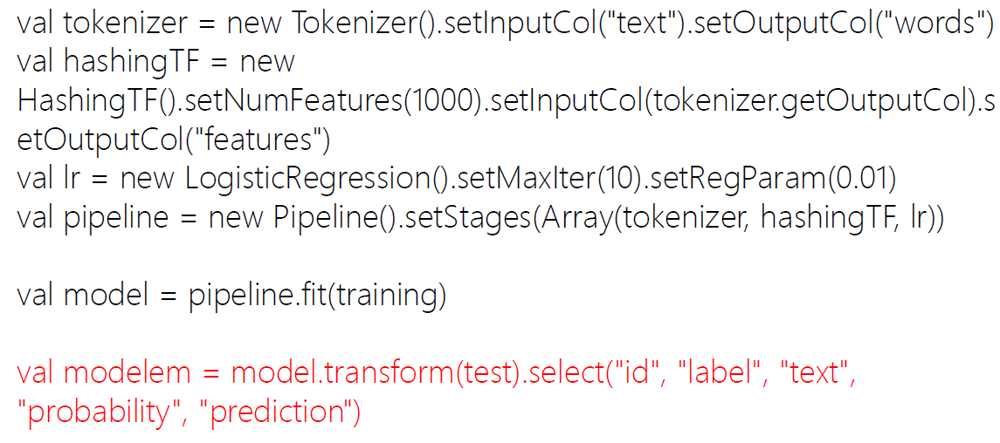 val tokenizer = new Tokenizer().setInputCol("text").setOutputCol("words")
val hashingTF = new
HashingTF().setNumFeatures(1000).setInputCol(tokenizer.getOutputCol).s
etOutputCol("features")
val lr = new LogisticRegression().setMaxIter(10).setRegParam(0.01)
val pipeline = new Pipeline().setStages(Array(tokenizer, hashingTF, lr))
val model = pipeline.fit(training)
val modelem = model.transform(test).select("id", "label", "text",
"probability", "prediction")